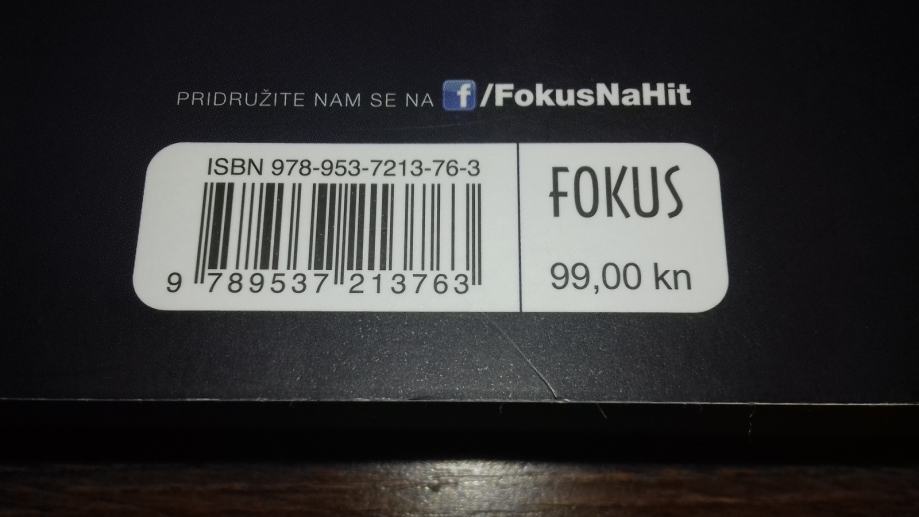 PRIDRUŽITE NAM SE NA f/FokusNaHit
ISBN 978-953-7213-76-3
9 789537 213763
FOKUS
99,00 kn